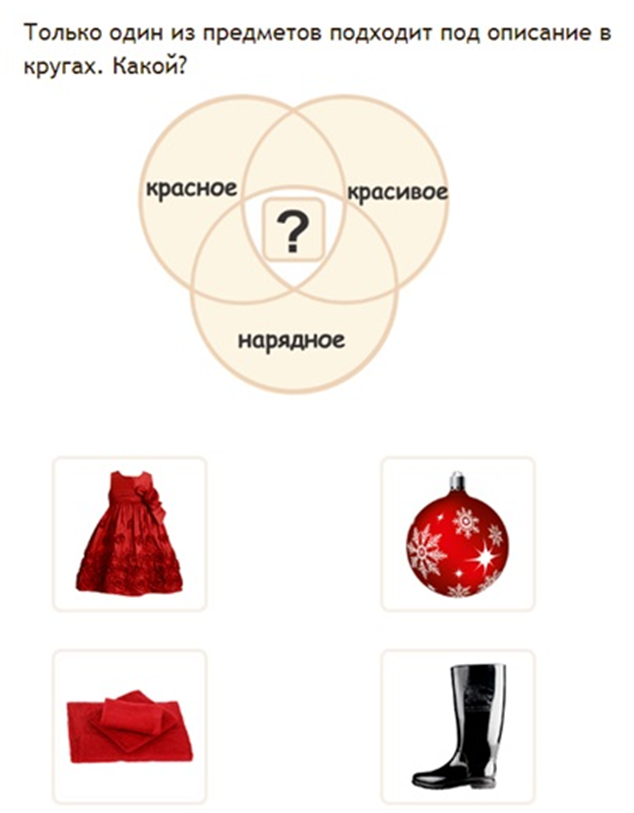 Только один из предметов подходит под описание в
кругах. Какой?
красное
красивое
?
нарядное